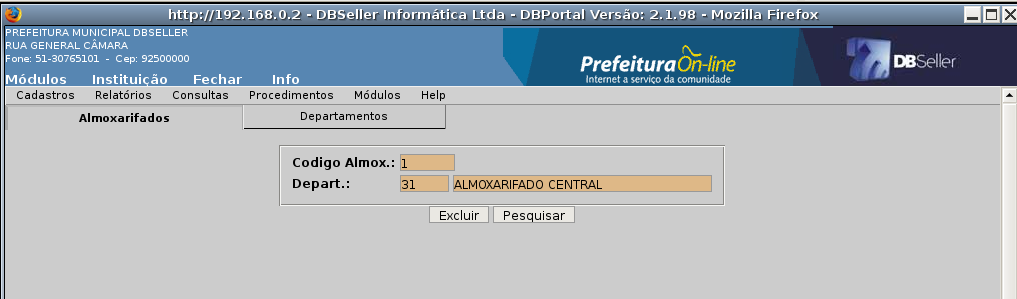 http://192.168.0.2 - DBSeller Informática Ltda - DBPortal Versão: 2.1.98 - Mozilla Firefox
PREFEITURA MUNICIPAL DBSELLER
RUA GENERAL CÂMARA
Fone: 51-30765101 - Cep: 92500000
Prefeitura On-line
Internet a serviço da comunidade
DBSeller
Módulos Instituição Fechar Info
Cadastros Relatórios Consultas Procedimentos Módulos Help
Almoxarifados Departamentos
Codigo Almox.: 1
Depart.: 31 ALMOXARIFADO CENTRAL
Excluir Pesquisar